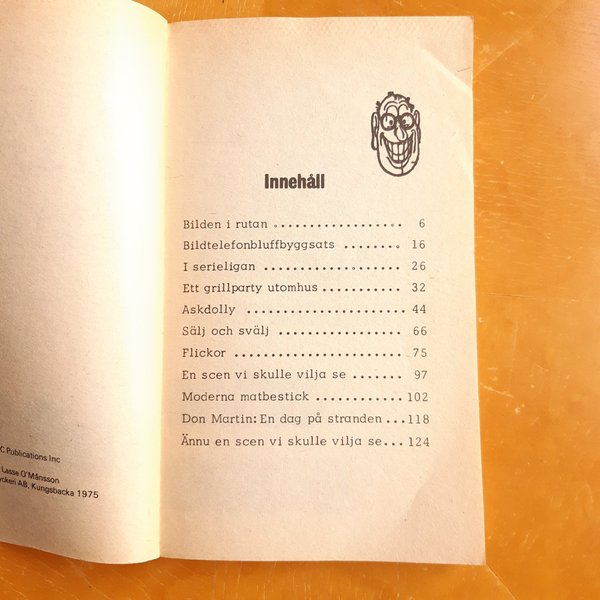 C Publications Inc
Lasse O'Månsson
yckeri AB, Kungsbacka 1975
Innehåll
Bilden i rutan .................. 6
Bildtelefonbluffbyggsats ........ 16
I serieligan .................... 26
Ett grillparty utomhus ............ 32
Askdolly ....................... 44
Sälj och svälj .................. 66
Flickor ......................... 75
En scen vi skulle vilja se ....... 97
Moderna matbestick ............ 102
Don Martin: En dag på stranden ...118
Ännu en scen vi skulle vilja se...124